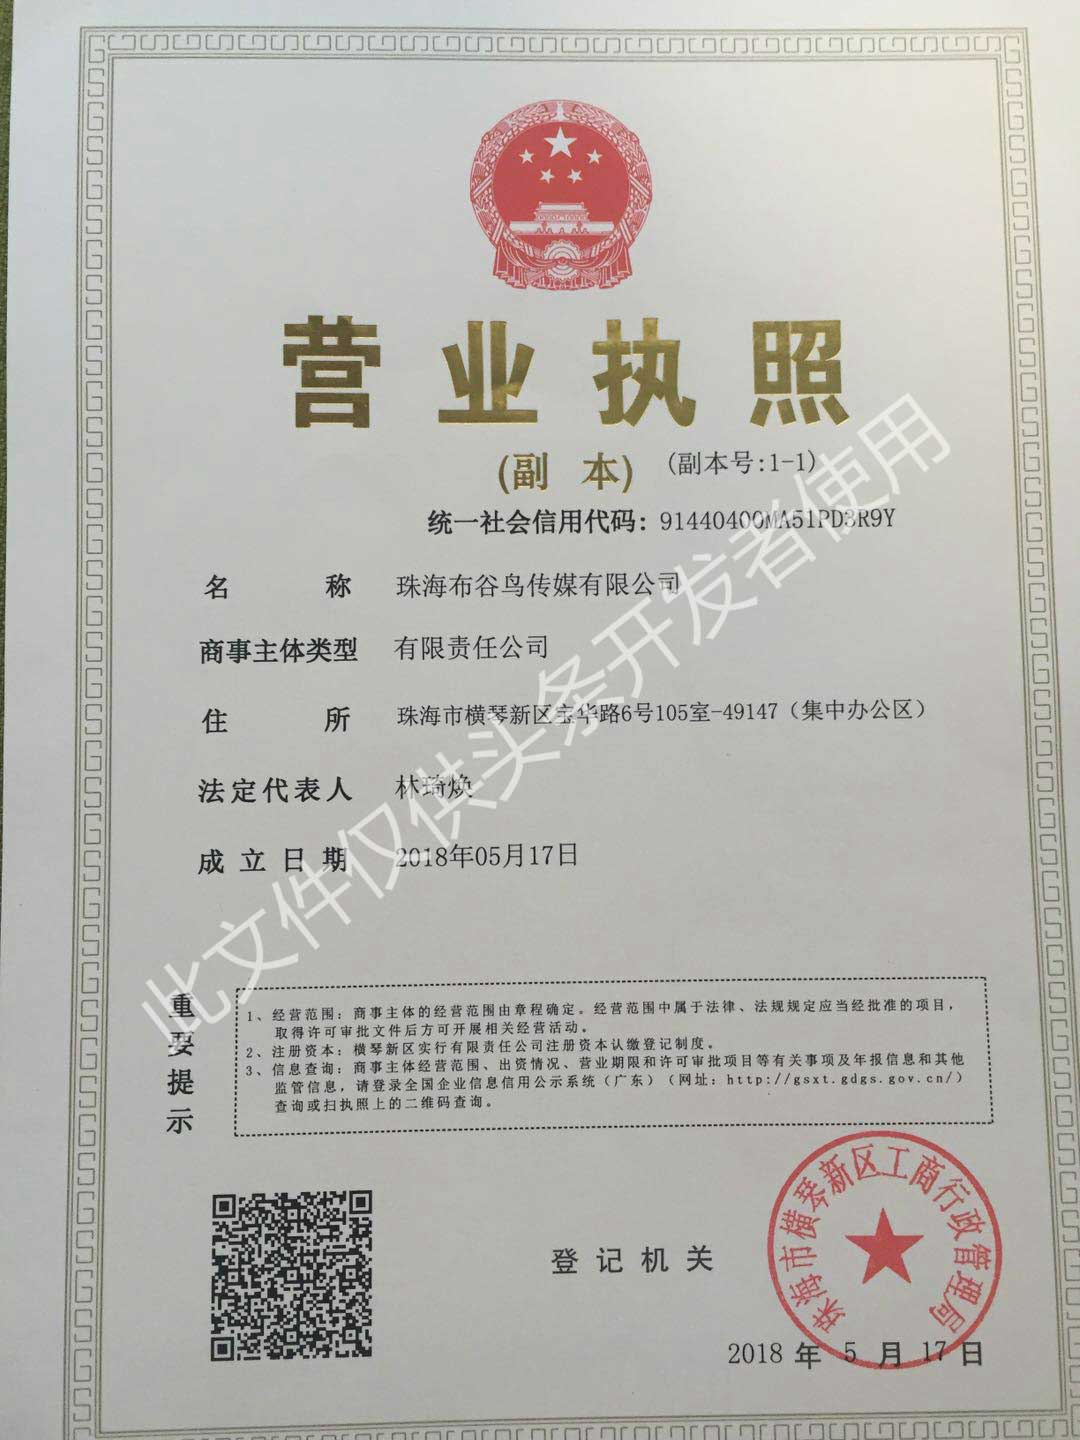 营业执照
(副 本) (副本号:1-1)
统一社会信用代码：91440400MA51PD3R9Y
名称 珠海布谷鸟传媒有限公司
商事主体类型 有限责任公司
住所 珠海市横琴新区宝华路6号105室-49147（集中办公区）
法定代表人 林琦焕
成立日期 2018年05月17日
此文件仅供头条开发者使用
重要提示
1、经营范围：商事主体的经营范围由章程确定。经营范围中属于法律、法规规定应当经批准的项目，
取得许可审批文件后方可开展相关经营活动。
2、注册资本：横琴新区实行有限责任公司注册资本认缴登记制度。
3、信息查询：商事主体经营范围、出资情况、营业期限和许可审批项目等有关事项及年报信息和其他
监管信息，请登录全国企业信息信用公示系统（广东）（网址：http://gsxt.gdgs.gov.cn/）
查询或扫执照上的二维码查询。
登记机关
珠海市横琴新区工商行政管理局
2018 年 5 月 17 日